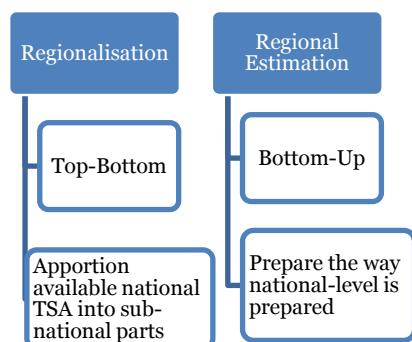 Regionalisation
Top-Bottom
Apportion
available national
TSA into sub-
national parts
Regional
Estimation
Bottom-Up
Prepare the way
national-level is
prepared